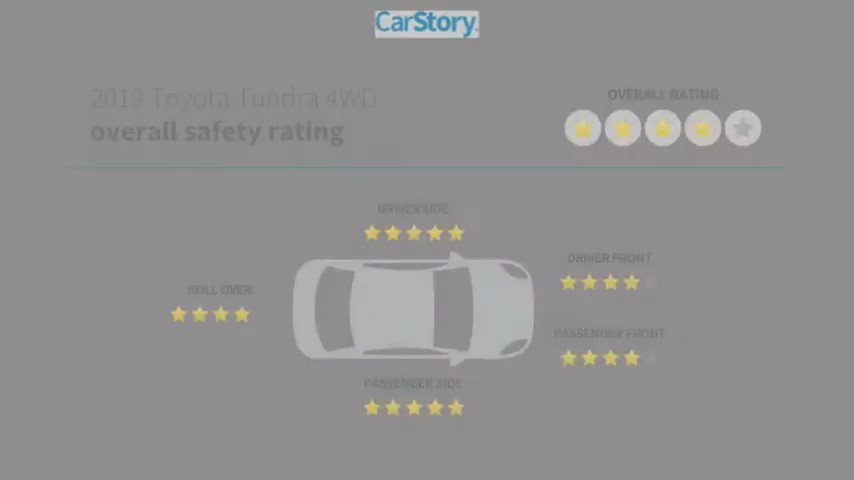 CarStory
2019 Toyota Tundra 4WD
overall safety rating
OVERALL RATING
DRIVER SIDE
DRIVER FRONT
ROLL OVER
PASSENGER FRONT
PASSENGER SIDE